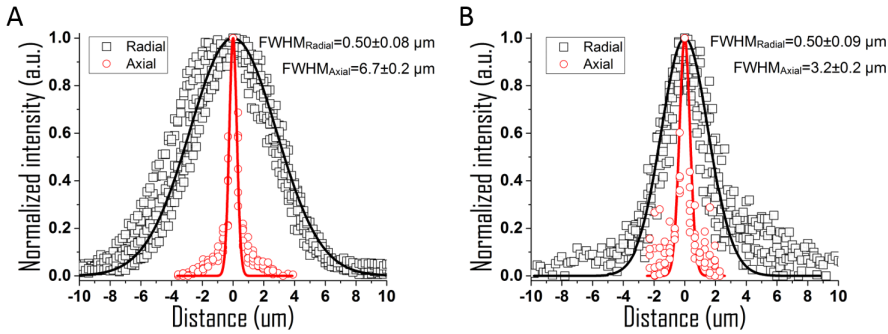 A
Normalized intensity (a.u.)
1.0
0.8
0.6
0.4
0.2
0.0
Radial
Axial
FWHMRadial=0.50±0.08 µm
FWHMAxial=6.7±0.2 µm
-10 -8 -6 -4 -2 0 2 4 6 8 10
Distance (um)
B
Normalized intensity (a.u.)
1.0
0.8
0.6
0.4
0.2
0.0
Radial
Axial
FWHMRadial=0.50±0.09 µm
FWHMAxial=3.2±0.2 µm
-10 -8 -6 -4 -2 0 2 4 6 8 10
Distance (um)